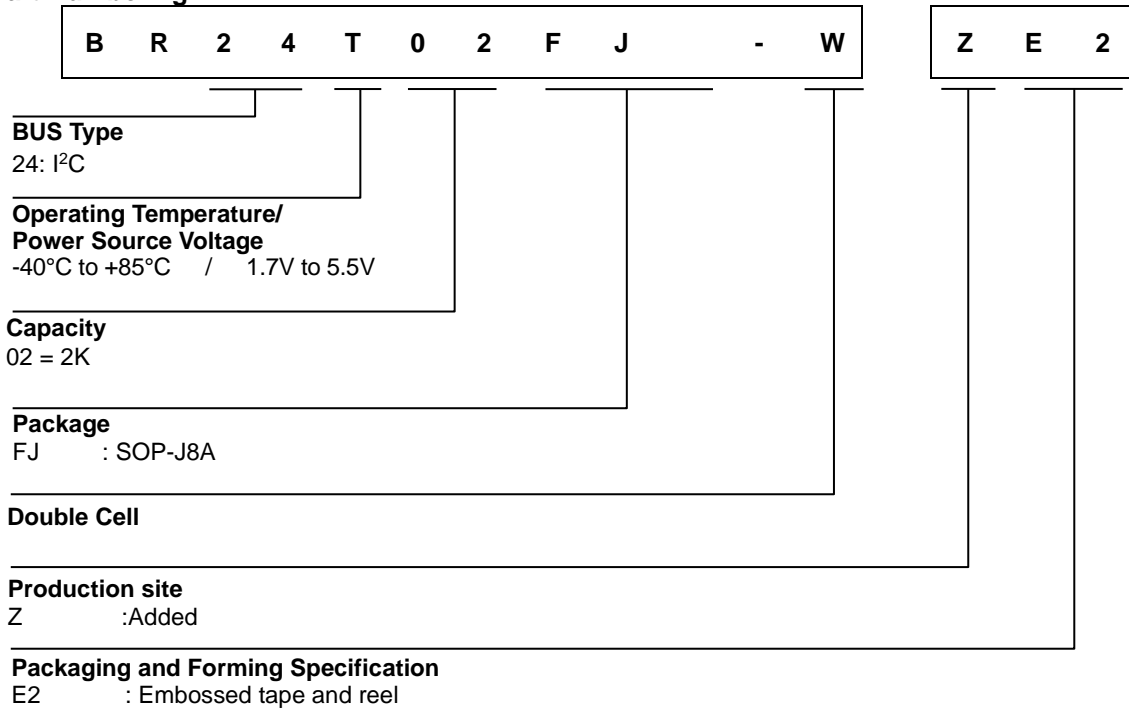 B R 2 4 T 0 2 F J - W Z E 2
BUS Type
24: I²C
Operating Temperature/
Power Source Voltage
-40°C to +85°C / 1.7V to 5.5V
Capacity
02 = 2K
Package
FJ : SOP-J8A
Double Cell
Production site
Z :Added
Packaging and Forming Specification
E2 : Embossed tape and reel